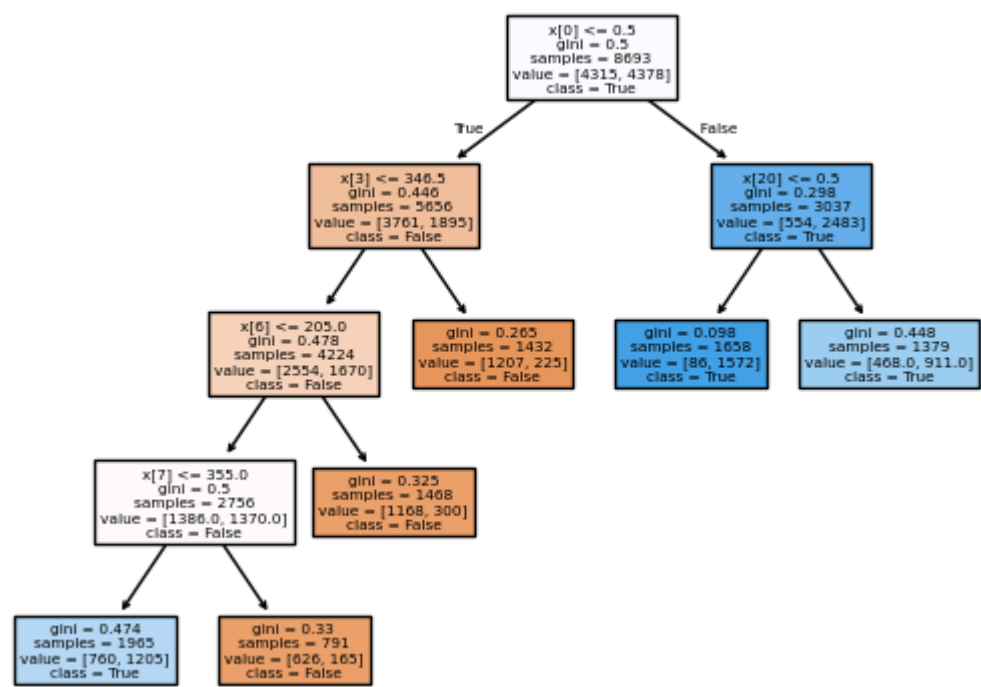 x[0] <= 0.5
gini = 0.5
samples = 8693
value = [4315, 4378]
class = True
True
False
x[3] <= 346.5
gini = 0.446
samples = 5656
value = [3761, 1895]
class = False
x[20] <= 0.5
gini = 0.298
samples = 3037
value = [554, 2483]
class = True
x[6] <= 205.0
gini = 0.478
samples = 4224
value = [2554, 1670]
class = False
gini = 0.265
samples = 1432
value = [1207, 225]
class = False
gini = 0.098
samples = 1658
value = [86, 1572]
class = True
gini = 0.448
samples = 1379
value = [468.0, 911.0]
class = True
x[7] <= 355.0
gini = 0.5
samples = 2756
value = [1386.0, 1370.0]
class = False
gini = 0.325
samples = 1468
value = [1168, 300]
class = False
gini = 0.474
samples = 1965
value = [760, 1205]
class = True
gini = 0.33
samples = 791
value = [626, 165]
class = False